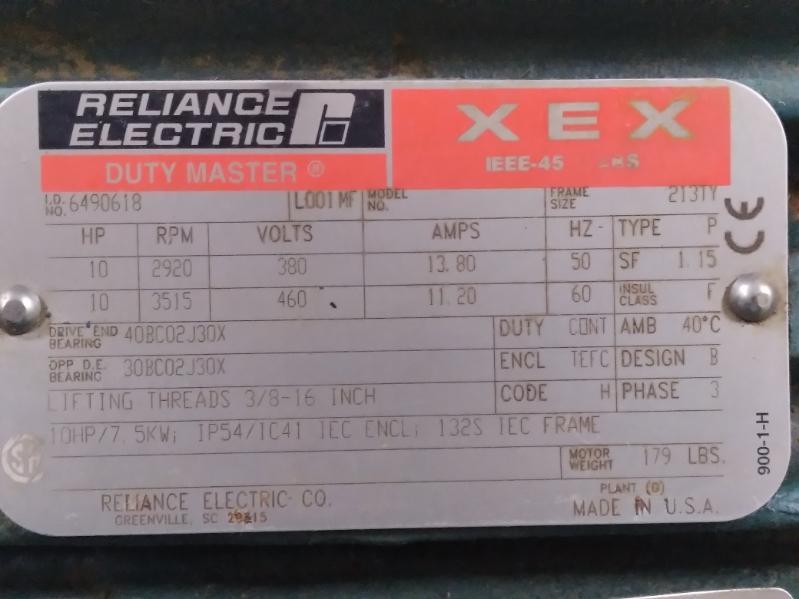 RELIANCE
ELECTRIC
DUTY MASTER ®
XEX
IEEE-45
I.D. NO. 6490618 L001MF MODEL NO. FRAME SIZE 213TY
HP RPM VOLTS AMPS HZ TYPE P
10 2920 380 13.80 50 SF 1.15
10 3515 460 11.20 60 INSUL CLASS F
CE
DRIVE END BEARING 40BC02J30X DUTY CONT AMB 40°C
OPP D.E. BEARING 30BC02J30X ENCL TEFC DESIGN B
LIFTING THREADS 3/8-16 INCH CODE H PHASE 3
10HP/7.5KW; IP54/IC41 IEC ENCL; 132S IEC FRAME
MOTOR WEIGHT 179 LBS.
900-1-H
RELIANCE ELECTRIC CO.
GREENVILLE, SC
PLANT (G)
MADE IN U.S.A.